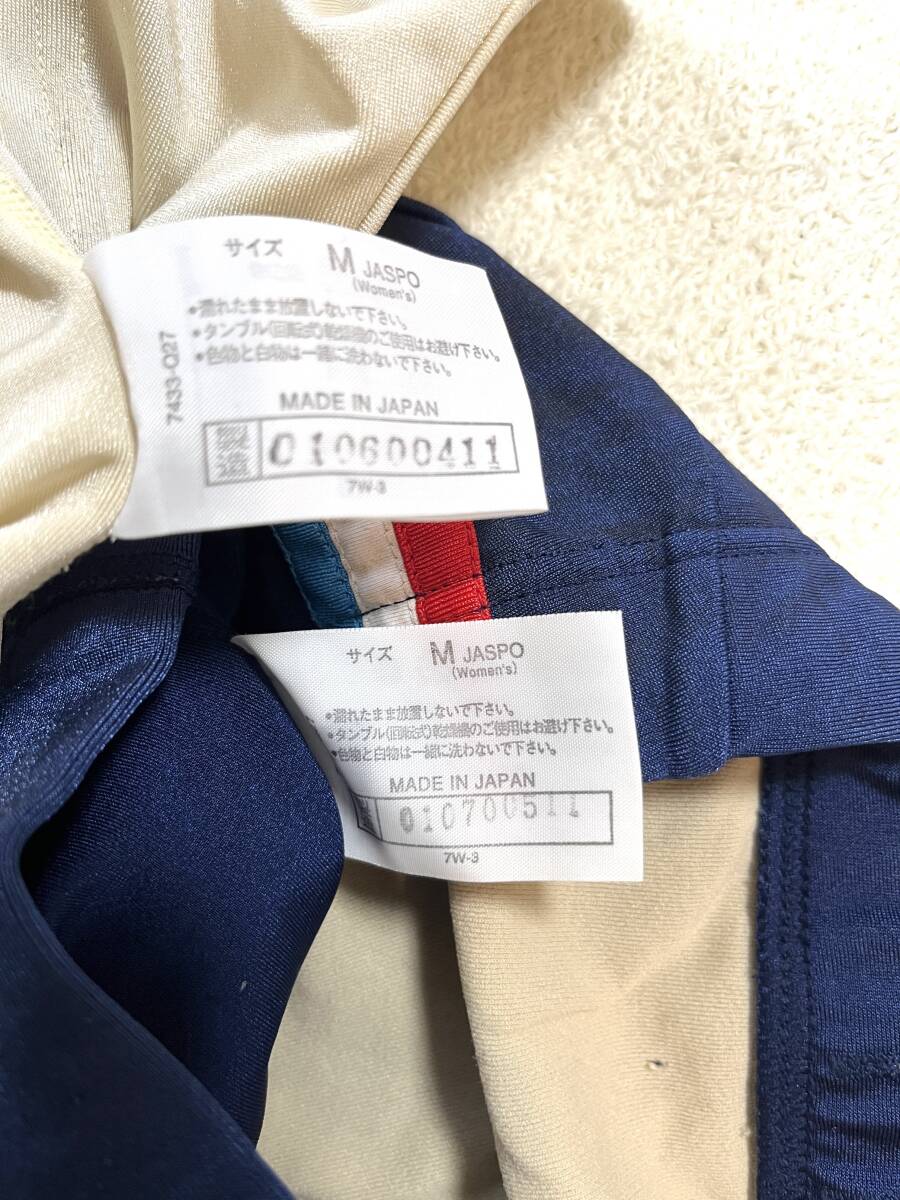 サイズ M JASPO
(Women's)
•濡れたまま放置しないで下さい。
•タンブル(回転式)乾燥機のご使用はお避け下さい。
•色物と白物は一緒に洗わないで下さい。
7433-Q27
MADE IN JAPAN
製造 010600411
7W-3
サイズ M JASPO
(Women's)
•濡れたまま放置しないで下さい。
•タンブル(回転式)乾燥機のご使用はお避け下さい。
•色物と白物は一緒に洗わないで下さい。
MADE IN JAPAN
010700511
7W-3